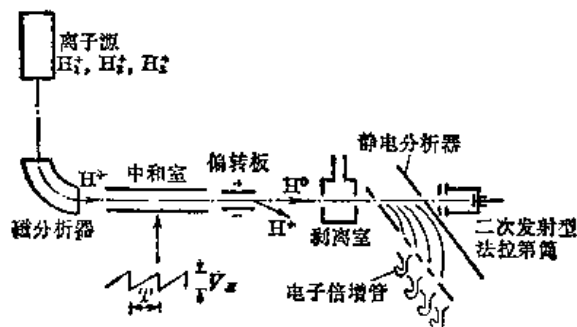 离子源
H₁⁺, H₂⁺, H₃⁺
静电分析器
中和室
偏转板
H⁺
H⁰
磁分析器
H⁺
剥离室
二次发射型
法拉第筒
T
电子倍增管